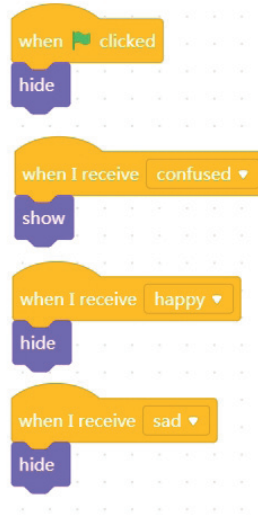 when clicked
hide
when I receive confused
show
when I receive happy
hide
when I receive sad
hide